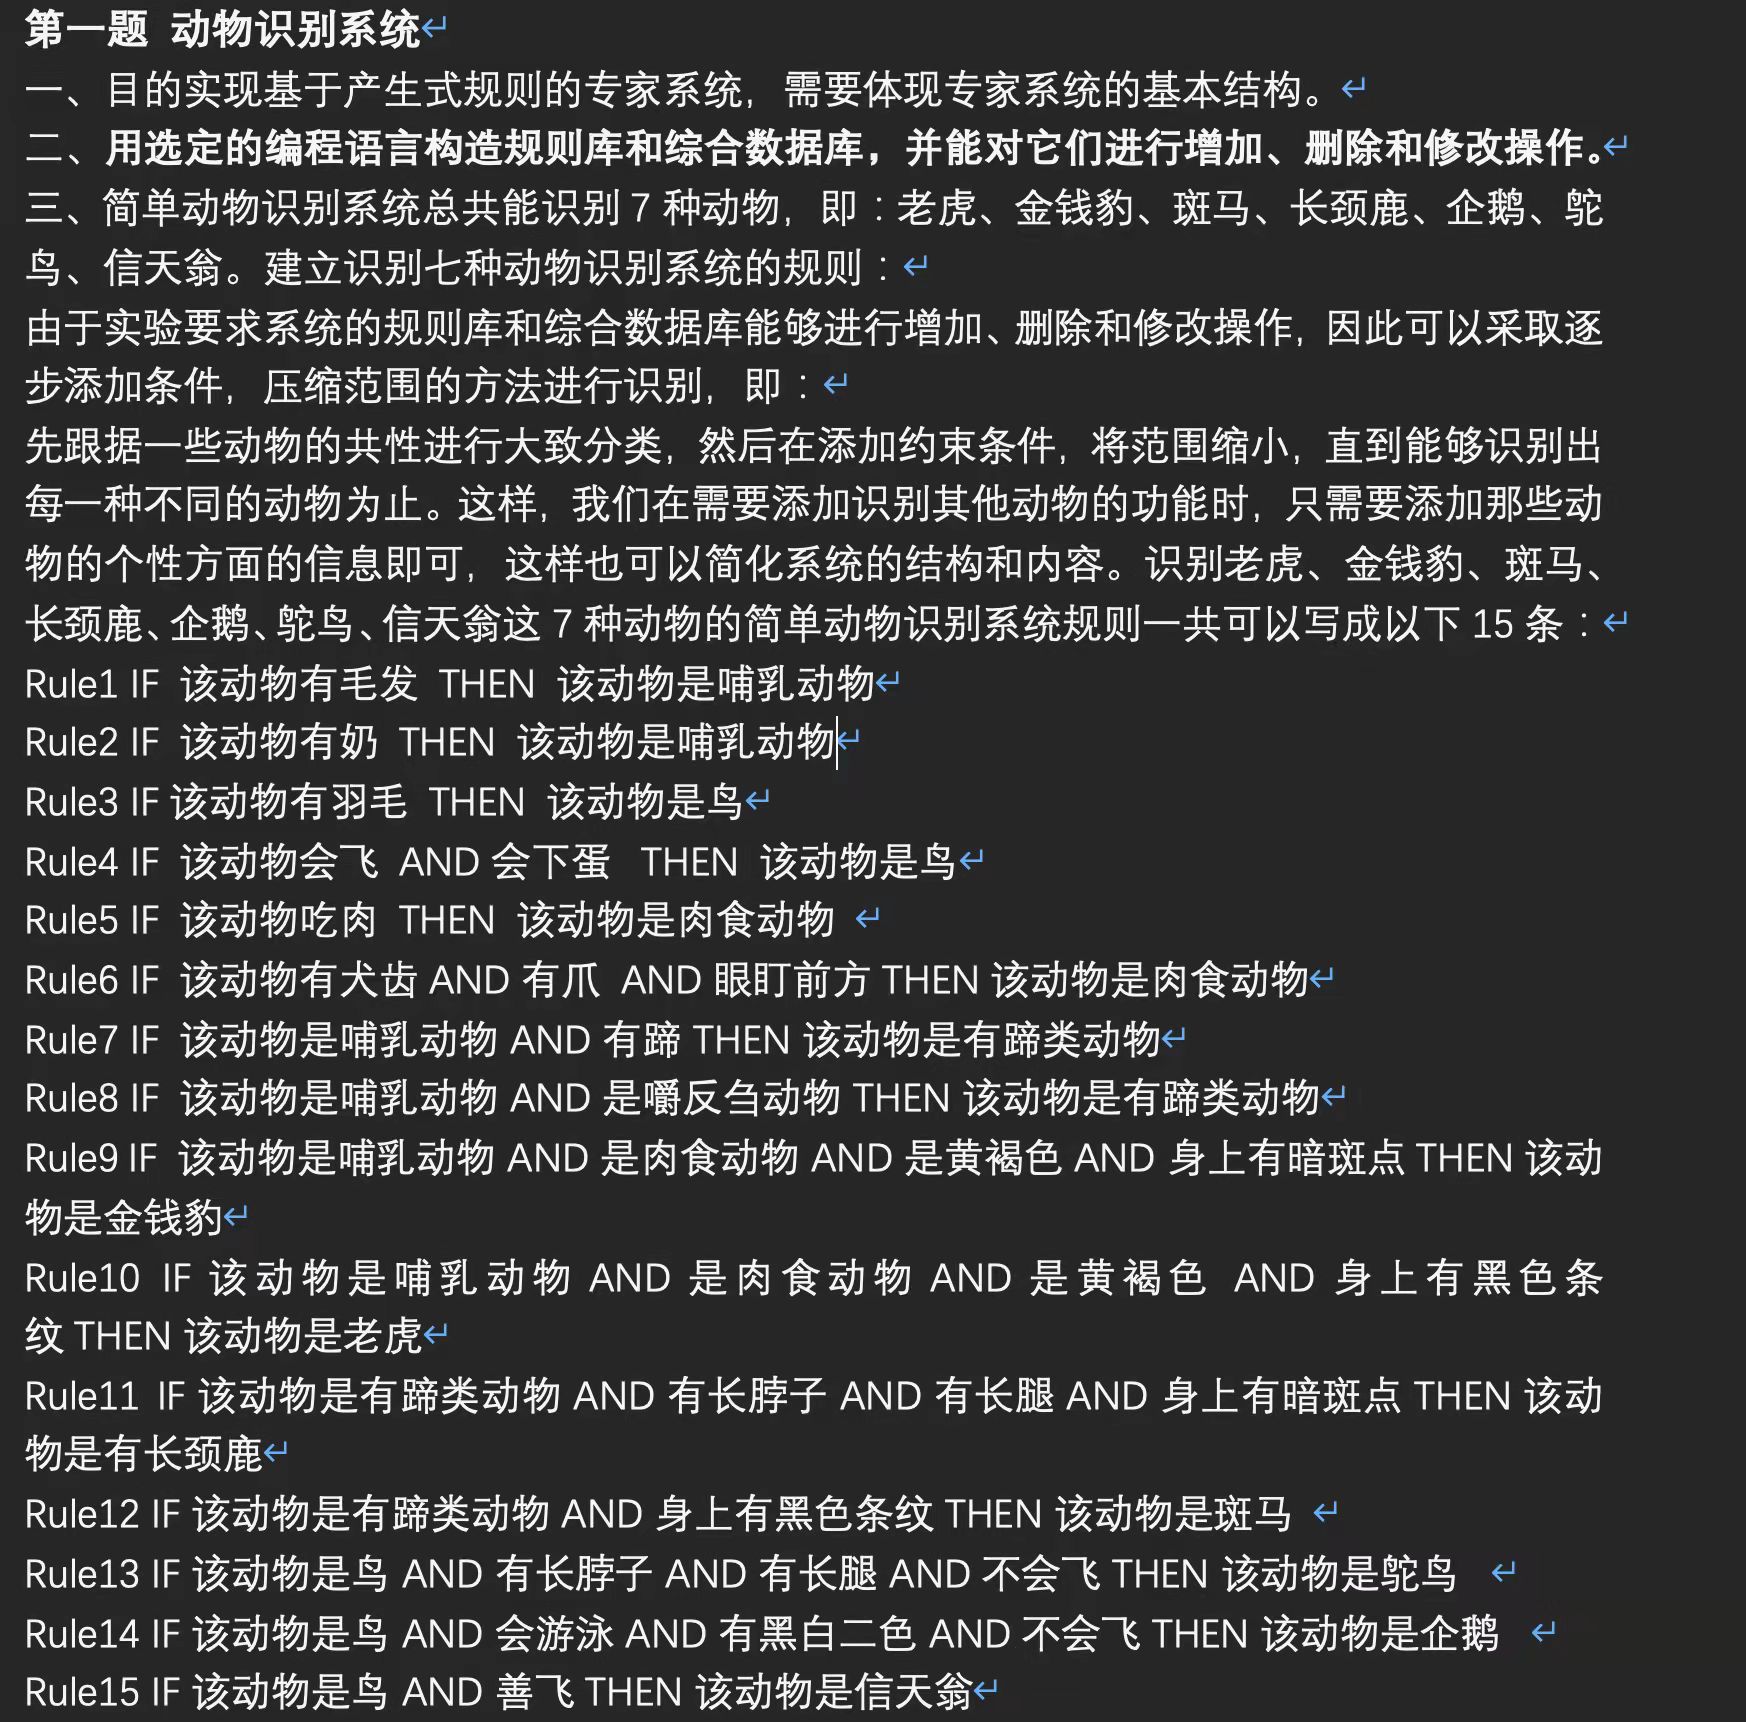 第一题 动物识别系统
一、目的实现基于产生式规则的专家系统，需要体现专家系统的基本结构。
二、用选定的编程语言构造规则库和综合数据库，并能对它们进行增加、删除和修改操作。
三、简单动物识别系统总共能识别 7 种动物，即：老虎、金钱豹、斑马、长颈鹿、企鹅、鸵
鸟、信天翁。建立识别七种动物识别系统的规则：
由于实验要求系统的规则库和综合数据库能够进行增加、删除和修改操作，因此可以采取逐
步添加条件，压缩范围的方法进行识别，即：
先跟据一些动物的共性进行大致分类，然后在添加约束条件，将范围缩小，直到能够识别出
每一种不同的动物为止。这样，我们在需要添加识别其他动物的功能时，只需要添加那些动
物的个性方面的信息即可，这样也可以简化系统的结构和内容。识别老虎、金钱豹、斑马、
长颈鹿、企鹅、鸵鸟、信天翁这 7 种动物的简单动物识别系统规则一共可以写成以下 15 条：
Rule1 IF 该动物有毛发 THEN 该动物是哺乳动物
Rule2 IF 该动物有奶 THEN 该动物是哺乳动物
Rule3 IF 该动物有羽毛 THEN 该动物是鸟
Rule4 IF 该动物会飞 AND 会下蛋 THEN 该动物是鸟
Rule5 IF 该动物吃肉 THEN 该动物是肉食动物
Rule6 IF 该动物有犬齿 AND 有爪 AND 眼盯前方 THEN 该动物是肉食动物
Rule7 IF 该动物是哺乳动物 AND 有蹄 THEN 该动物是有蹄类动物
Rule8 IF 该动物是哺乳动物 AND 是嚼反刍动物 THEN 该动物是有蹄类动物
Rule9 IF 该动物是哺乳动物 AND 是肉食动物 AND 是黄褐色 AND 身上有暗斑点 THEN 该动
物是金钱豹
Rule10 IF 该动物是哺乳动物 AND 是肉食动物 AND 是黄褐色 AND 身上有黑色条
纹 THEN 该动物是老虎
Rule11 IF 该动物是有蹄类动物 AND 有长脖子 AND 有长腿 AND 身上有暗斑点 THEN 该动
物是有长颈鹿
Rule12 IF 该动物是有蹄类动物 AND 身上有黑色条纹 THEN 该动物是斑马
Rule13 IF 该动物是鸟 AND 有长脖子 AND 有长腿 AND 不会飞 THEN 该动物是鸵鸟
Rule14 IF 该动物是鸟 AND 会游泳 AND 有黑白二色 AND 不会飞 THEN 该动物是企鹅
Rule15 IF 该动物是鸟 AND 善飞 THEN 该动物是信天翁